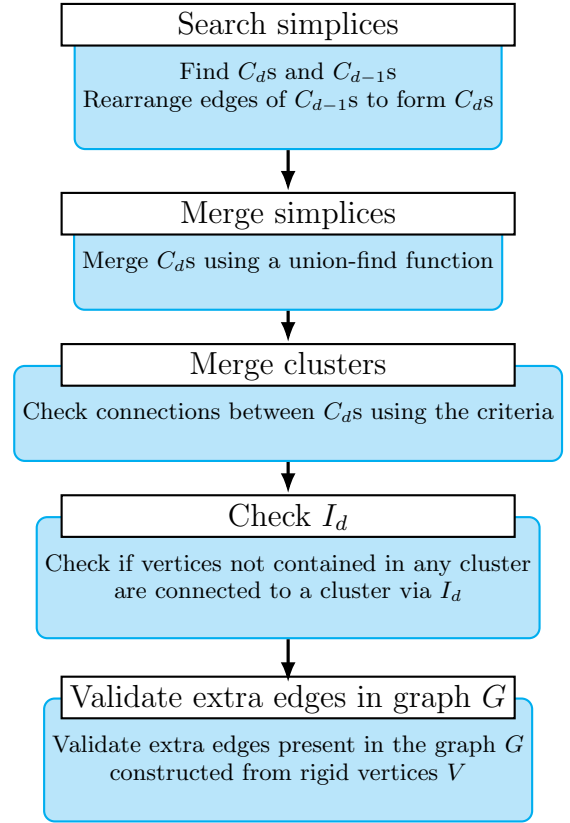 Search simplices
Find $C_d$s and $C_{d-1}$s
Rearrange edges of $C_{d-1}$s to form $C_d$s
Merge simplices
Merge $C_d$s using a union-find function
Merge clusters
Check connections between $C_d$s using the criteria
Check $I_d$
Check if vertices not contained in any cluster
are connected to a cluster via $I_d$
Validate extra edges in graph $G$
Validate extra edges present in the graph $G$
constructed from rigid vertices $V$